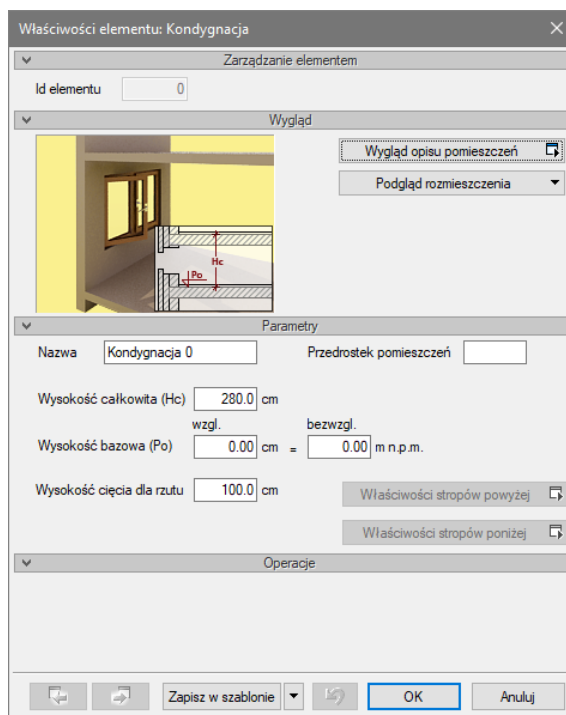 Właściwości elementu: Kondygnacja
Zarządzanie elementem
Id elementu 0
Wygląd
Hc
Po
Wygląd opisu pomieszczeń
Podgląd rozmieszczenia
Parametry
Nazwa Kondygnacja 0 Przedrostek pomieszczeń
Wysokość całkowita (Hc) 280.0 cm
wzgl. bezwzgl.
Wysokość bazowa (Po) 0.00 cm = 0.00 m n.p.m.
Wysokość cięcia dla rzutu 100.0 cm
Właściwości stropów powyżej
Właściwości stropów poniżej
Operacje
Zapisz w szablonie OK Anuluj